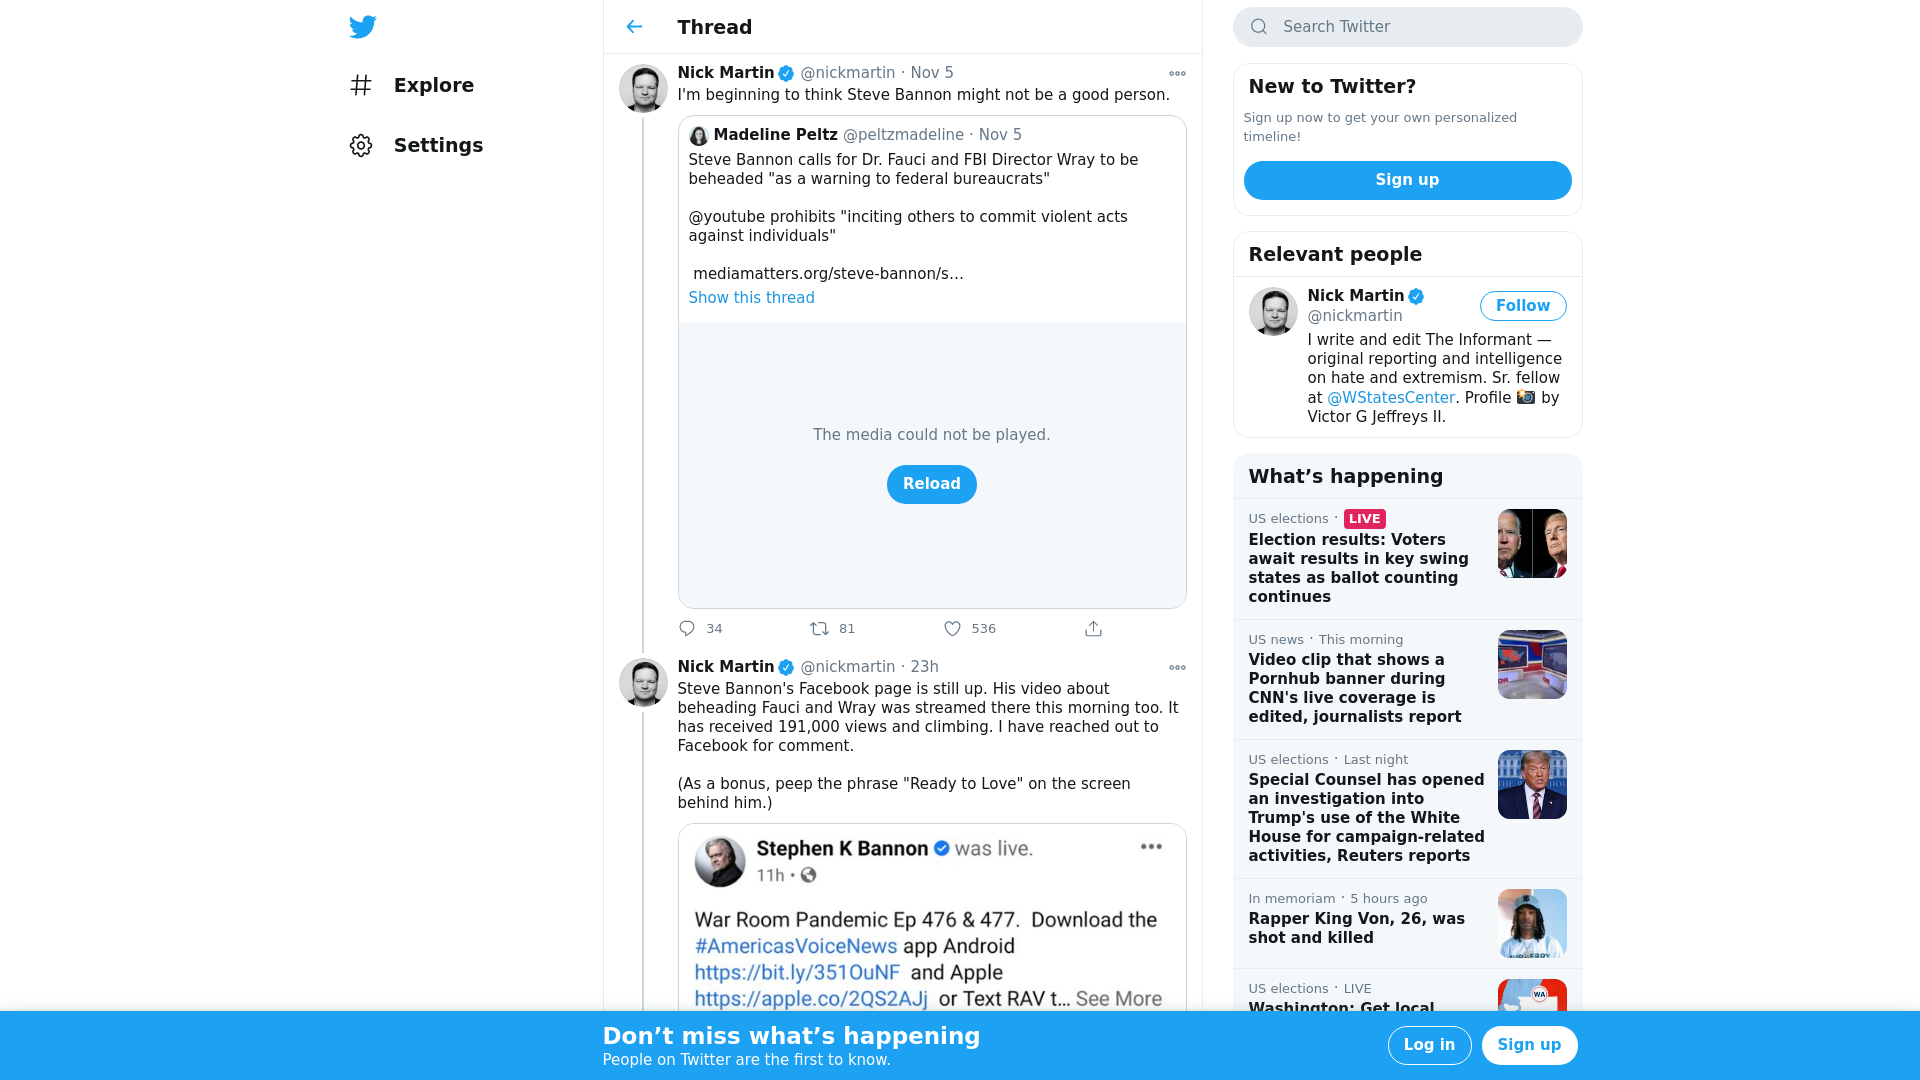 Explore
Settings
Thread
Nick Martin @nickmartin · Nov 5
I'm beginning to think Steve Bannon might not be a good person.
Madeline Peltz @peltzmadeline · Nov 5
Steve Bannon calls for Dr. Fauci and FBI Director Wray to be
beheaded "as a warning to federal bureaucrats"
@youtube prohibits "inciting others to commit violent acts
against individuals"
mediamatters.org/steve-bannon/s…
Show this thread
The media could not be played.
Reload
34 81 536
Nick Martin @nickmartin · 23h
Steve Bannon's Facebook page is still up. His video about
beheading Fauci and Wray was streamed there this morning too. It
has received 191,000 views and climbing. I have reached out to
Facebook for comment.
(As a bonus, peep the phrase "Ready to Love" on the screen
behind him.)
Stephen K Bannon was live.
11h •
War Room Pandemic Ep 476 & 477. Download the
#AmericasVoiceNews app Android
https://bit.ly/351OuNF and Apple
https://apple.co/2QS2AJj or Text RAV t... See More
Search Twitter
New to Twitter?
Sign up now to get your own personalized
timeline!
Sign up
Relevant people
Nick Martin
@nickmartin
Follow
I write and edit The Informant —
original reporting and intelligence
on hate and extremism. Sr. fellow
at @WStatesCenter. Profile 📸 by
Victor G Jeffreys II.
What’s happening
US elections · LIVE
Election results: Voters
await results in key swing
states as ballot counting
continues
US news · This morning
Video clip that shows a
Pornhub banner during
CNN's live coverage is
edited, journalists report
US elections · Last night
Special Counsel has opened
an investigation into
Trump's use of the White
House for campaign-related
activities, Reuters reports
In memoriam · 5 hours ago
Rapper King Von, 26, was
shot and killed
US elections · LIVE
Washington: Get local
WA
Don’t miss what’s happening
People on Twitter are the first to know.
Log in
Sign up